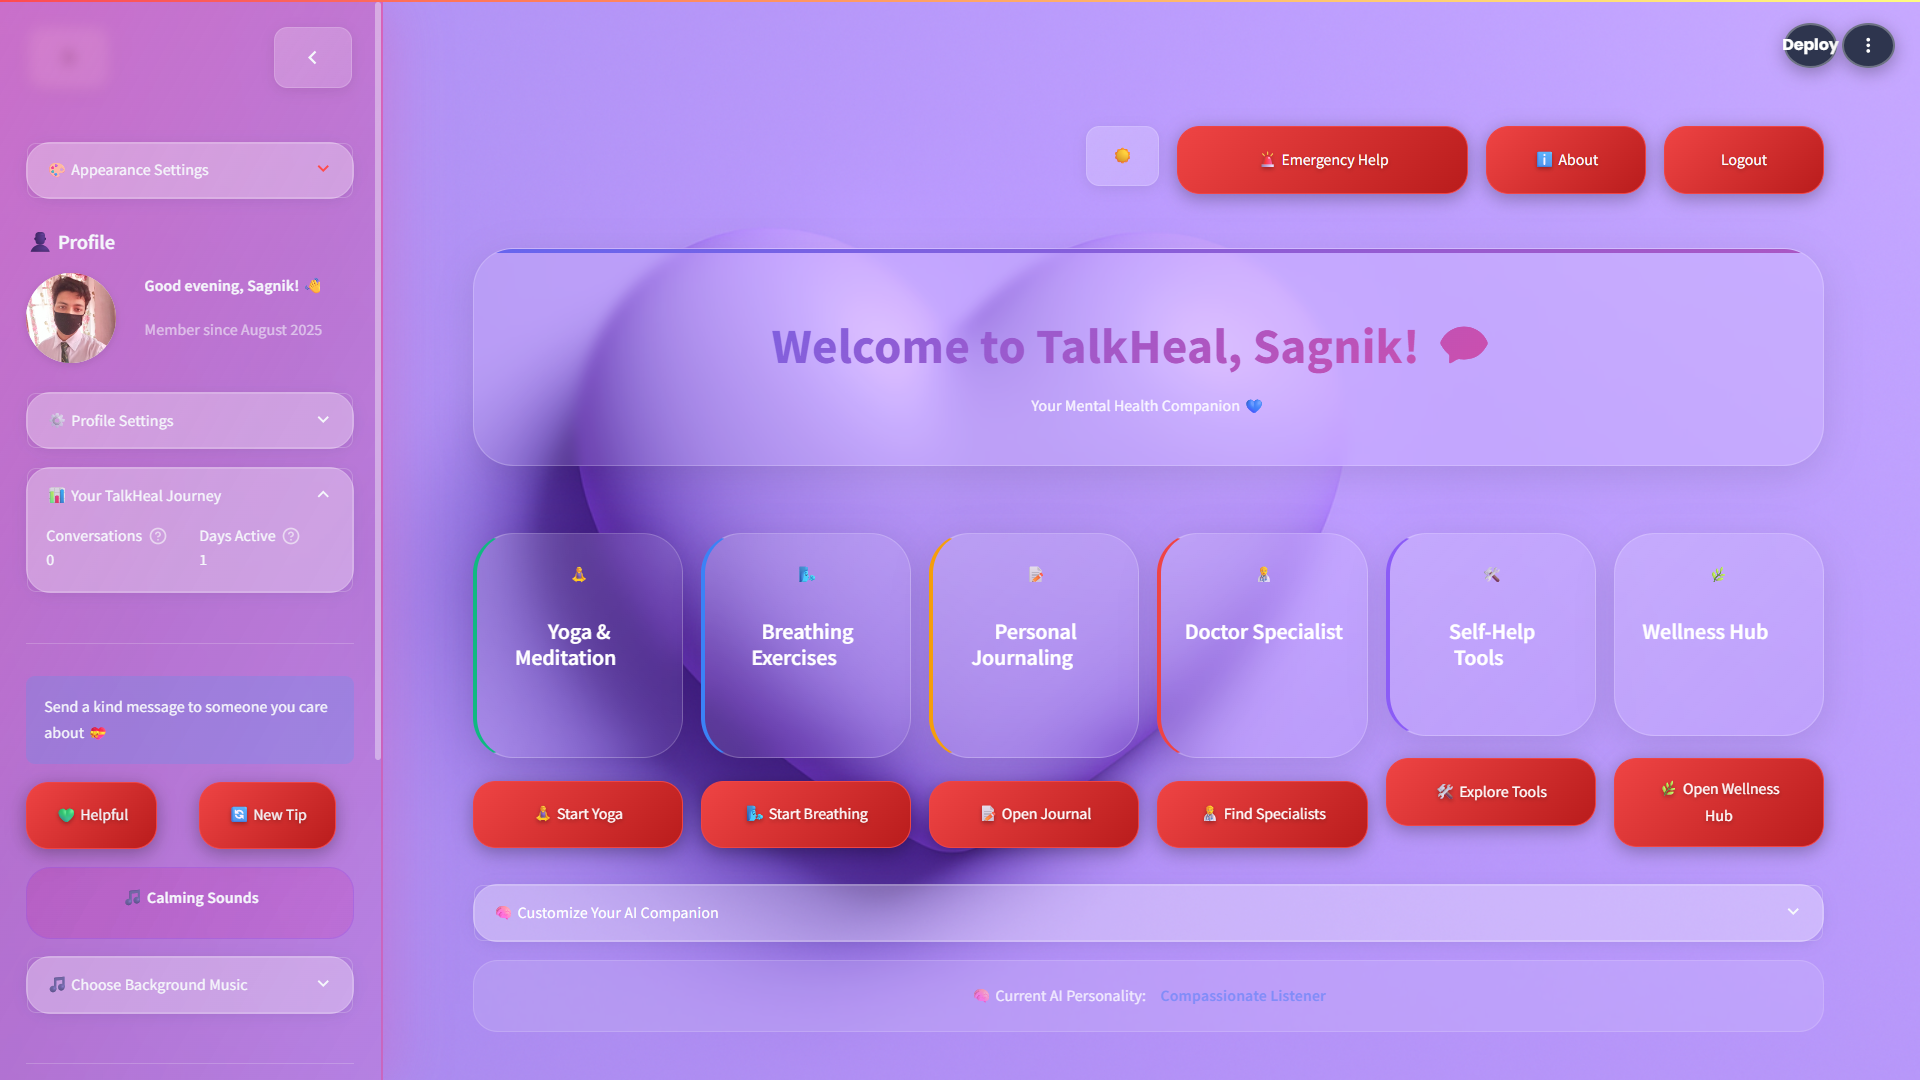 Deploy
🎨 Appearance Settings
👤 Profile
Good evening, Sagnik! 👋
Member since August 2025
⚙️ Profile Settings
📊 Your TalkHeal Journey
Conversations
Days Active
0
1
Send a kind message to someone you care
about 💝
💚 Helpful
🔄 New Tip
🎵 Calming Sounds
🎵 Choose Background Music
🚨 Emergency Help
ℹ️ About
Logout
Welcome to TalkHeal, Sagnik! 💬
Your Mental Health Companion 💙
Yoga &
Meditation
Breathing
Exercises
Personal
Journaling
Doctor Specialist
Self-Help
Tools
Wellness Hub
🧘 Start Yoga
🌬️ Start Breathing
📝 Open Journal
👨‍⚕️ Find Specialists
🛠️ Explore Tools
🌿 Open Wellness
Hub
🧠 Customize Your AI Companion
🧠 Current AI Personality: Compassionate Listener